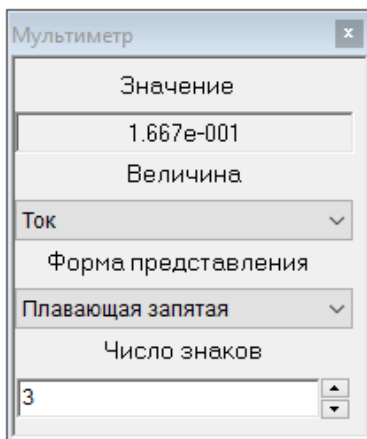 Мультиметр
x
Значение
1.667e-001
Величина
Ток
Форма представления
Плавающая запятая
Число знаков
3